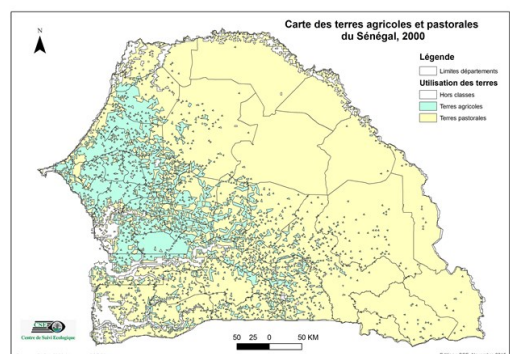 Carte des terres agricoles et pastorales
du Sénégal, 2000
N
Légende
Limites départements
Utilisation des terres
Hors classes
Terres agricoles
Terres pastorales
CSE
Centre de Suivi Ecologique
50 25 0 50 KM